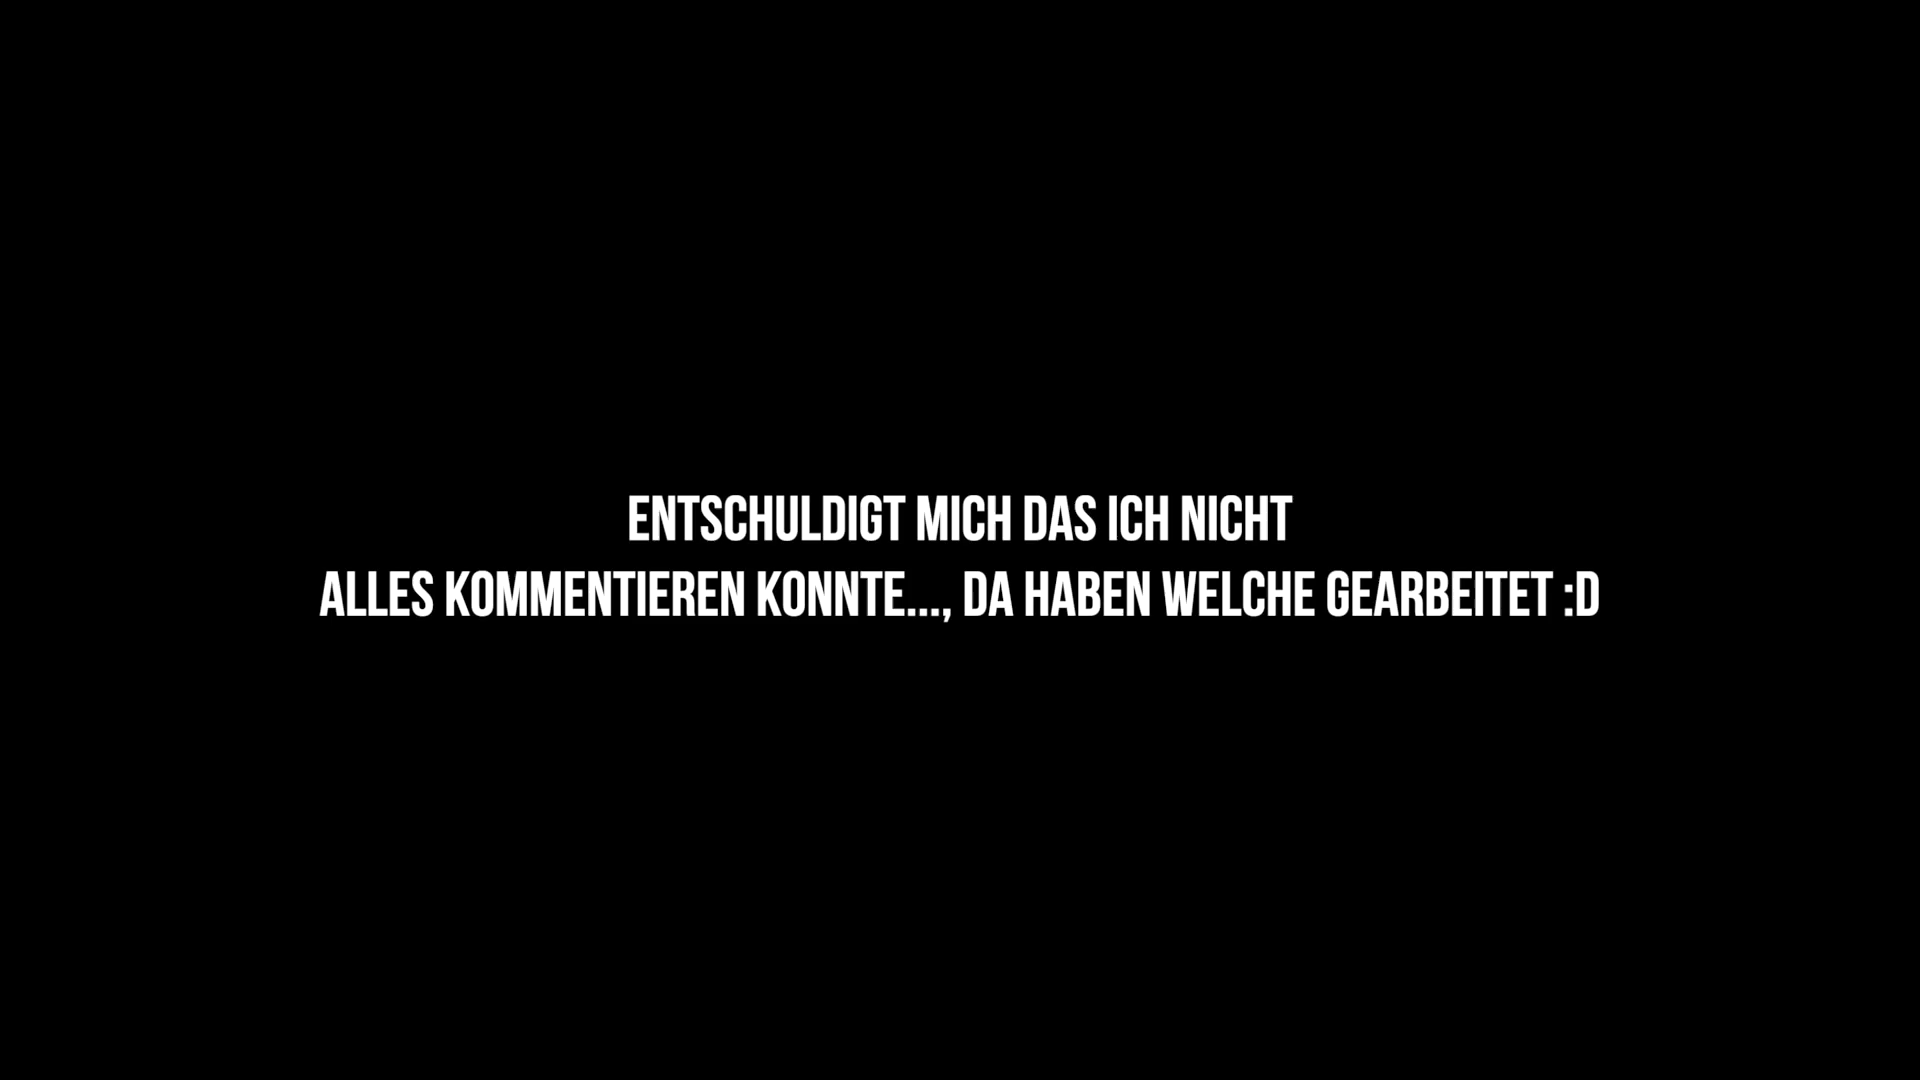 ENTSCHULDIGT MICH DAS ICH NICHT
ALLES KOMMENTIEREN KONNTE..., DA HABEN WELCHE GEARBEITET :D